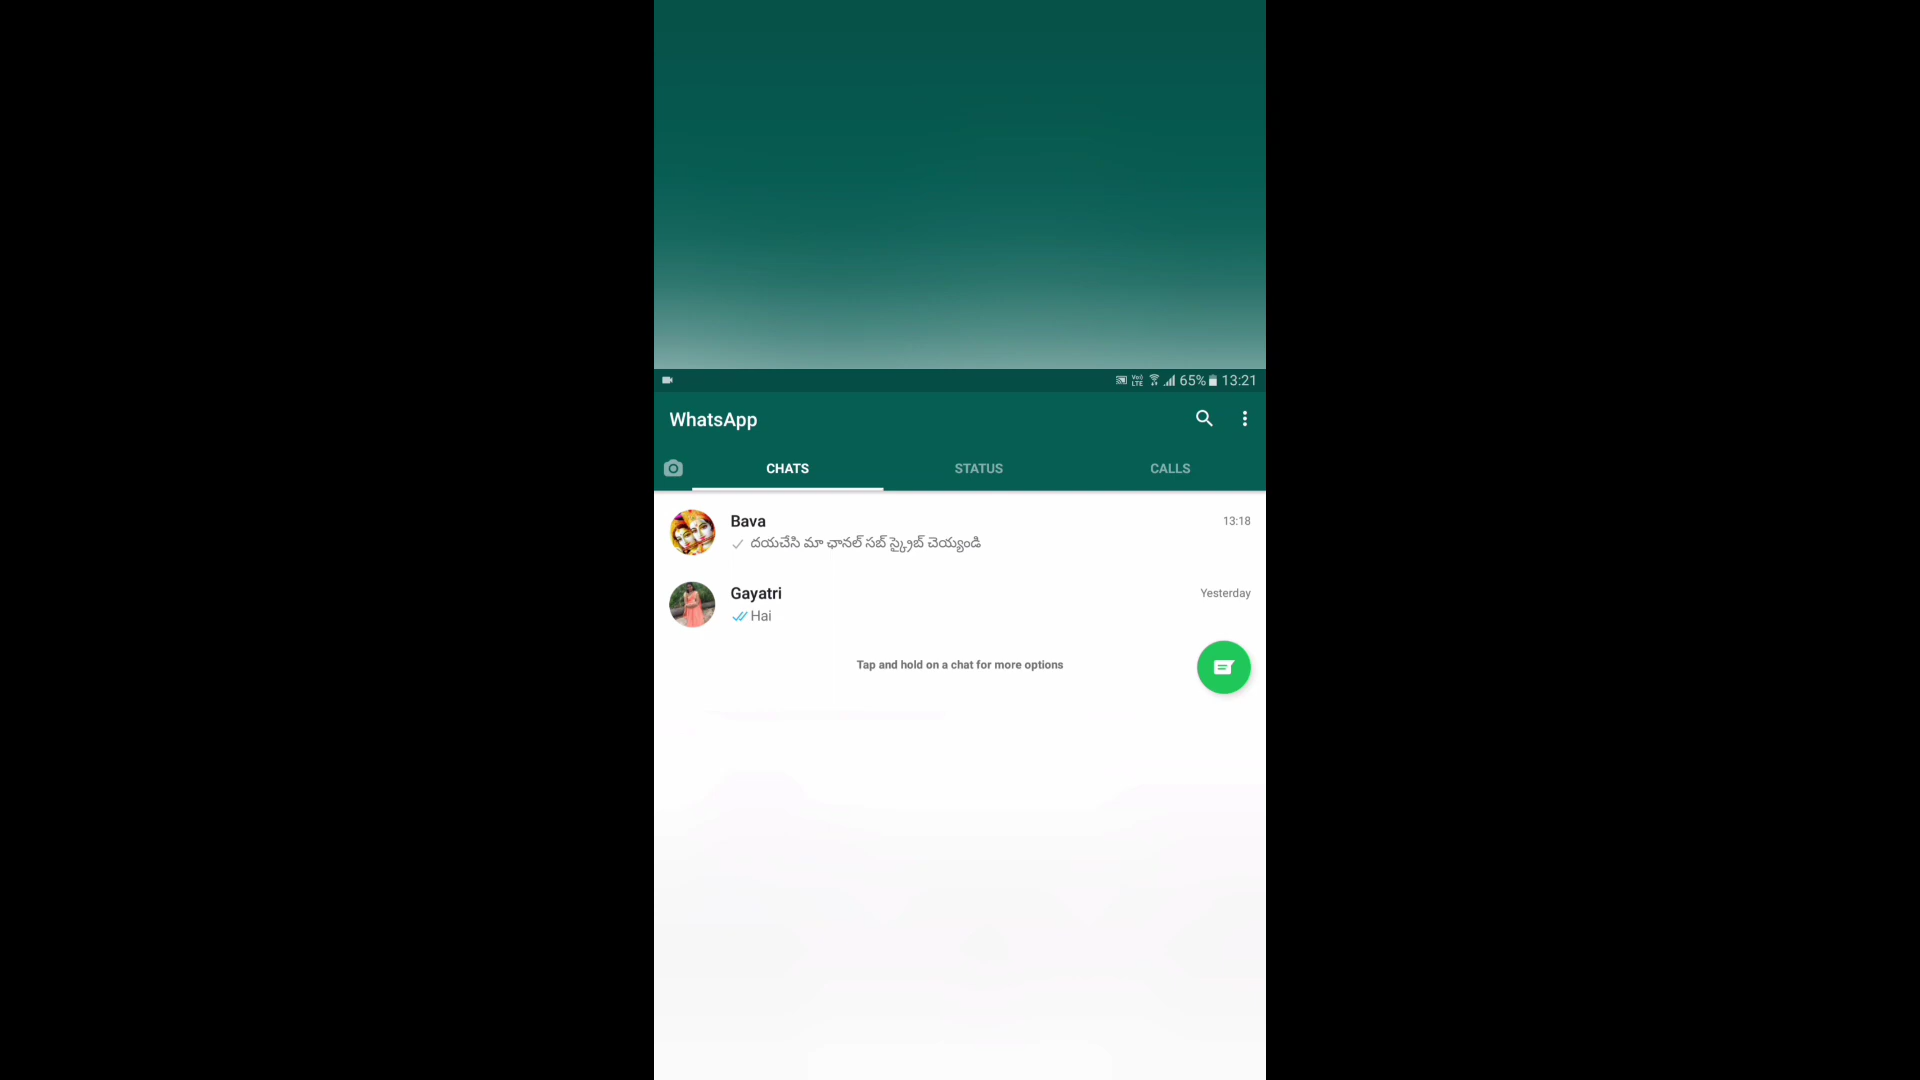 65% 13:21
WhatsApp
CHATS STATUS CALLS
Bava 13:18
దయచేసి మా ఛానల్ సబ్ స్క్రైబ్ చెయ్యండి
Gayatri Yesterday
Hai
Tap and hold on a chat for more options